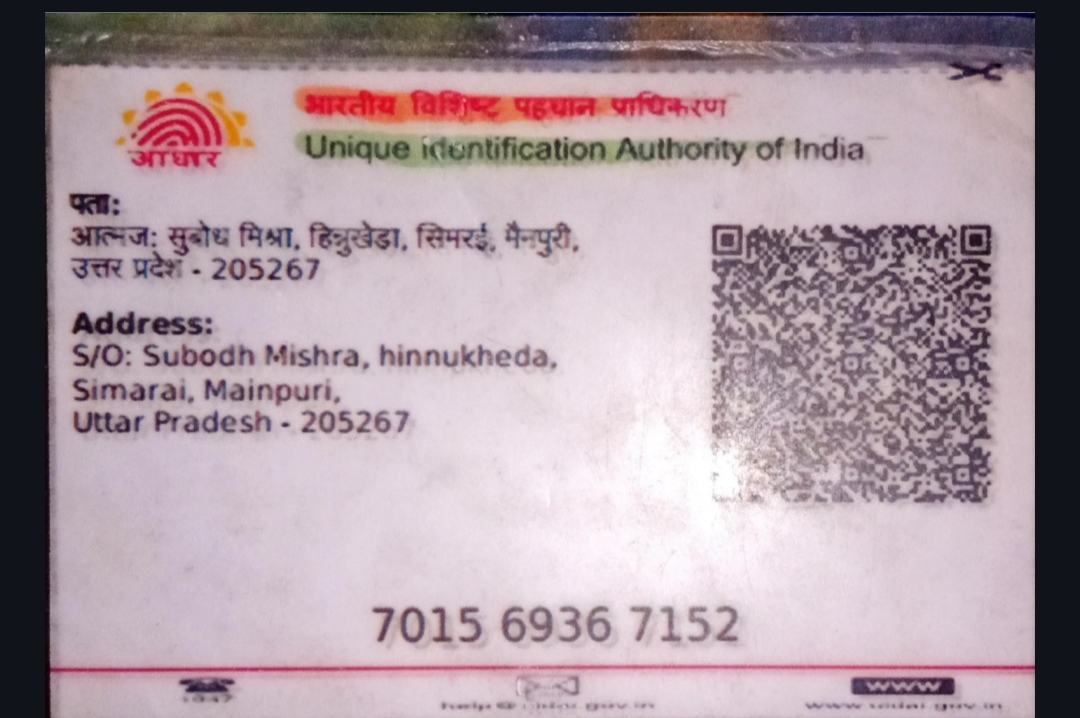 आधार
भारतीय विशिष्ट पहचान प्राधिकरण
Unique Identification Authority of India
पता:
आत्मज: सुबोध मिश्रा, हिन्नुखेडा, सिमरई, मैनपुरी,
उत्तर प्रदेश - 205267
Address:
S/O: Subodh Mishra, hinnukheda,
Simarai, Mainpuri,
Uttar Pradesh - 205267
7015 6936 7152
1947
WWW